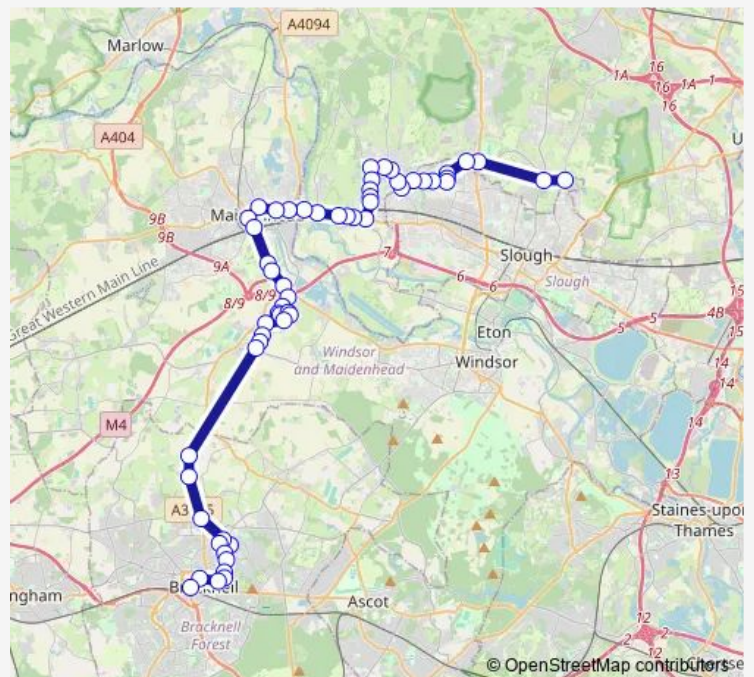 A4094
Marlow
16
1A
16
1A
1
16
A404
9B
9B
9A
Great Western Main Line
8/9
8/9
7
6
6
Slough
Slough
5
5
4B
15
15
Eton
Windsor
Windsor
and Maidenhead
14
14
M4
14
13
Staines-upon
Thames
Ascot
Bracknell
Forest
12
2
2
12
© OpenStreetMap contributors